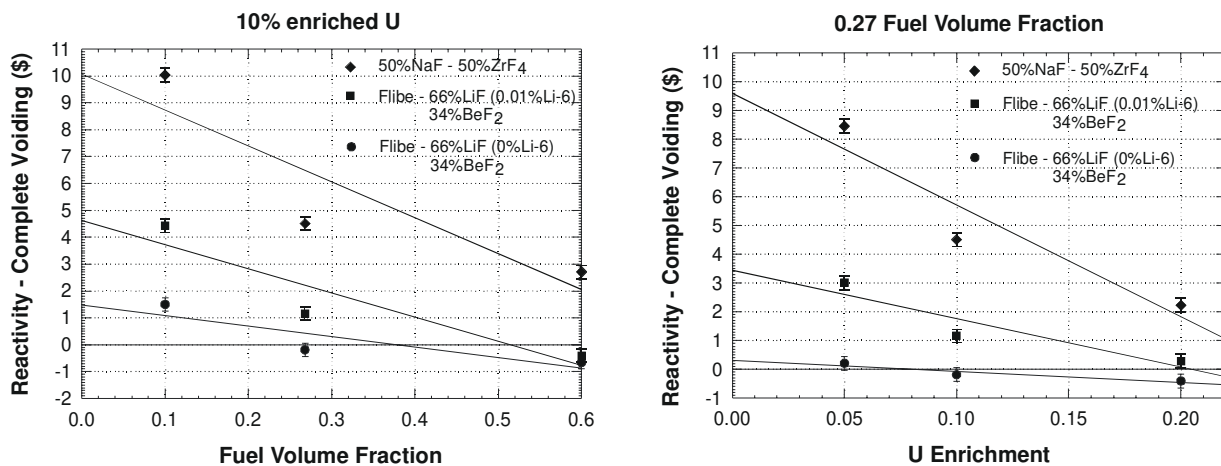 10% enriched U
Reactivity - Complete Voiding ($)
11
10
9
8
7
6
5
4
3
2
1
0
-1
-2
50%NaF - 50%ZrF4
Flibe - 66%LiF (0.01%Li-6)
34%BeF2
Flibe - 66%LiF (0%Li-6)
34%BeF2
0.0 0.1 0.2 0.3 0.4 0.5 0.6
Fuel Volume Fraction
0.27 Fuel Volume Fraction
Reactivity - Complete Voiding ($)
11
10
9
8
7
6
5
4
3
2
1
0
-1
50%NaF - 50%ZrF4
Flibe - 66%LiF (0.01%Li-6)
34%BeF2
Flibe - 66%LiF (0%Li-6)
34%BeF2
0.00 0.05 0.10 0.15 0.20
U Enrichment